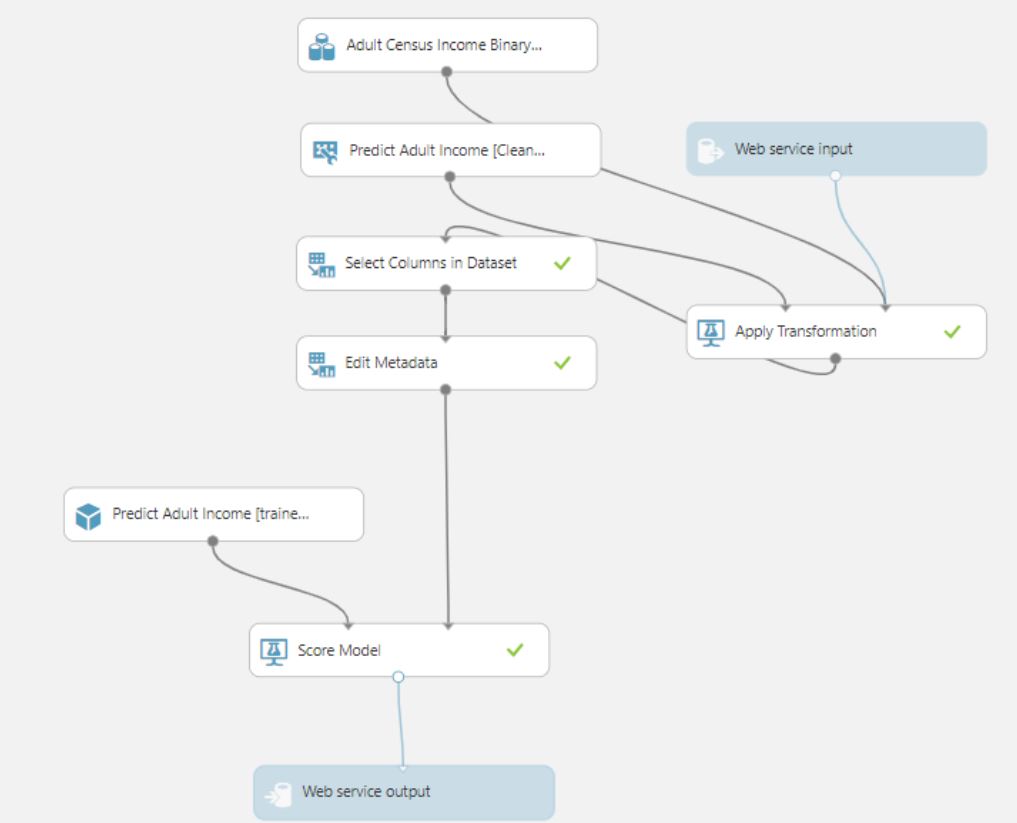 Adult Census Income Binary...
Predict Adult Income [Clean...
Web service input
Select Columns in Dataset
Apply Transformation
Edit Metadata
Predict Adult Income [traine...
Score Model
Web service output